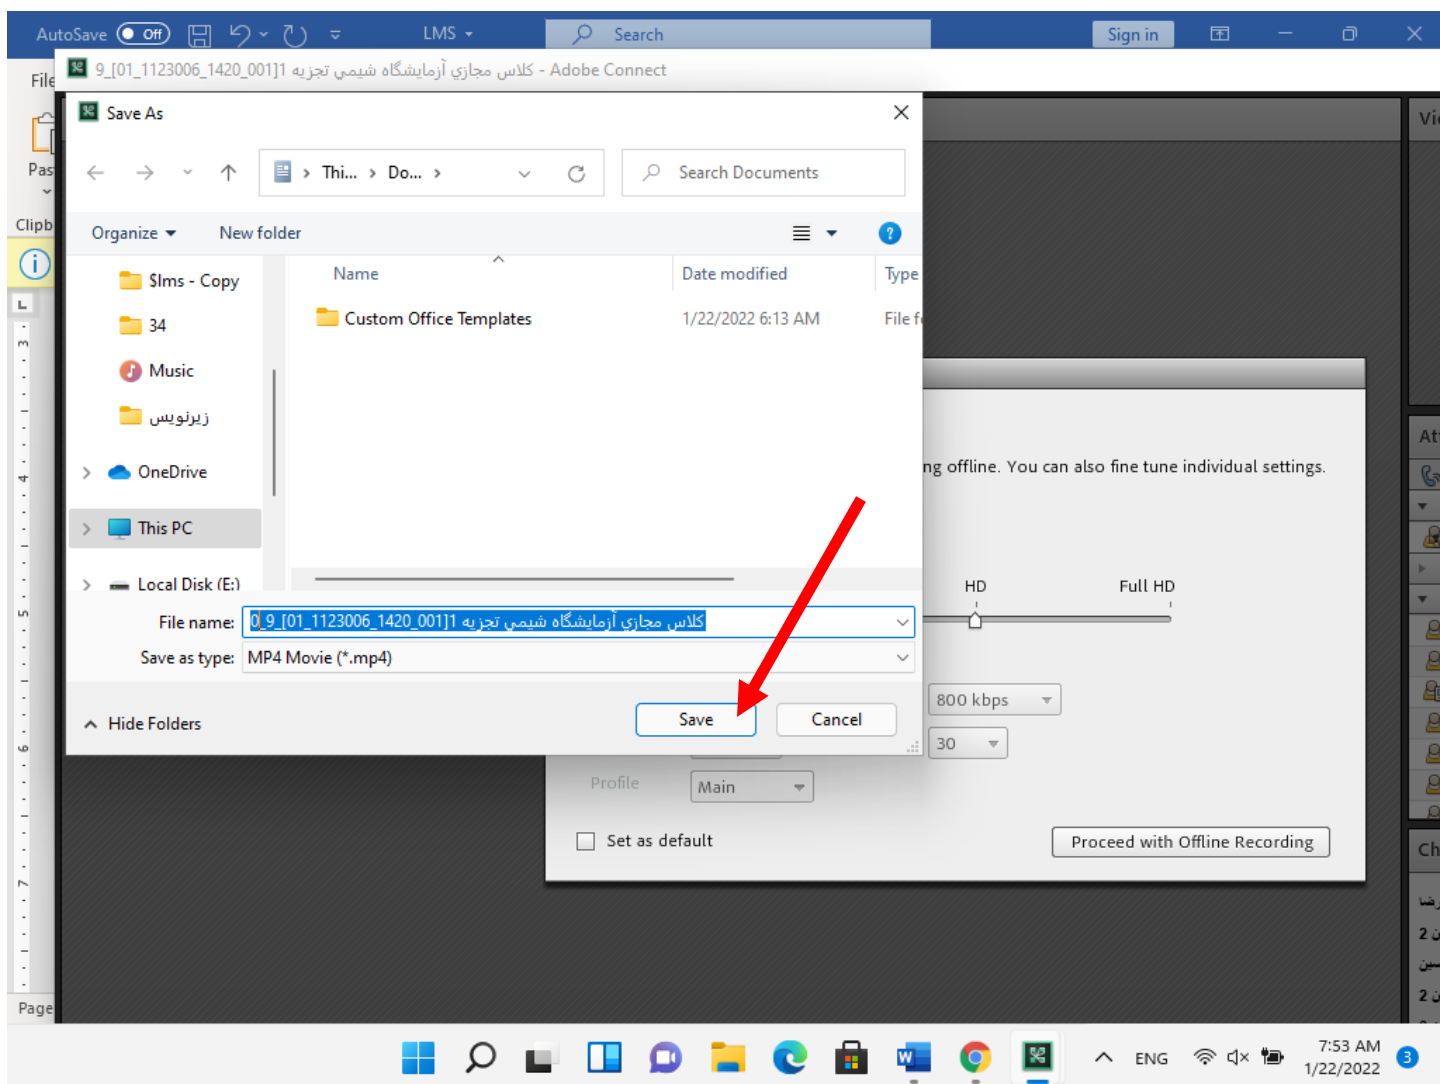 AutoSave Off LMS Search Sign in
File
کلاس مجازي آزمايشگاه شيمي تجزيه 1[01_1123006_1420_001]_9 - Adobe Connect
Save As
Thi... > Do... > Search Documents
Organize New folder
Clipb
Name Date modified Type
$lms - Copy
Custom Office Templates 1/22/2022 6:13 AM File f
34
Music
زیرنویس
OneDrive
This PC
Local Disk (E:)
ng offline. You can also fine tune individual settings.
HD Full HD
File name: کلاس مجازي آزمايشگاه شيمي تجزيه 1[01_1123006_1420_001]_9_0
Save as type: MP4 Movie (*.mp4)
Hide Folders Save Cancel
800 kbps
30
Profile Main
Set as default Proceed with Offline Recording
Ch
Page
ENG 7:53 AM
1/22/2022 3